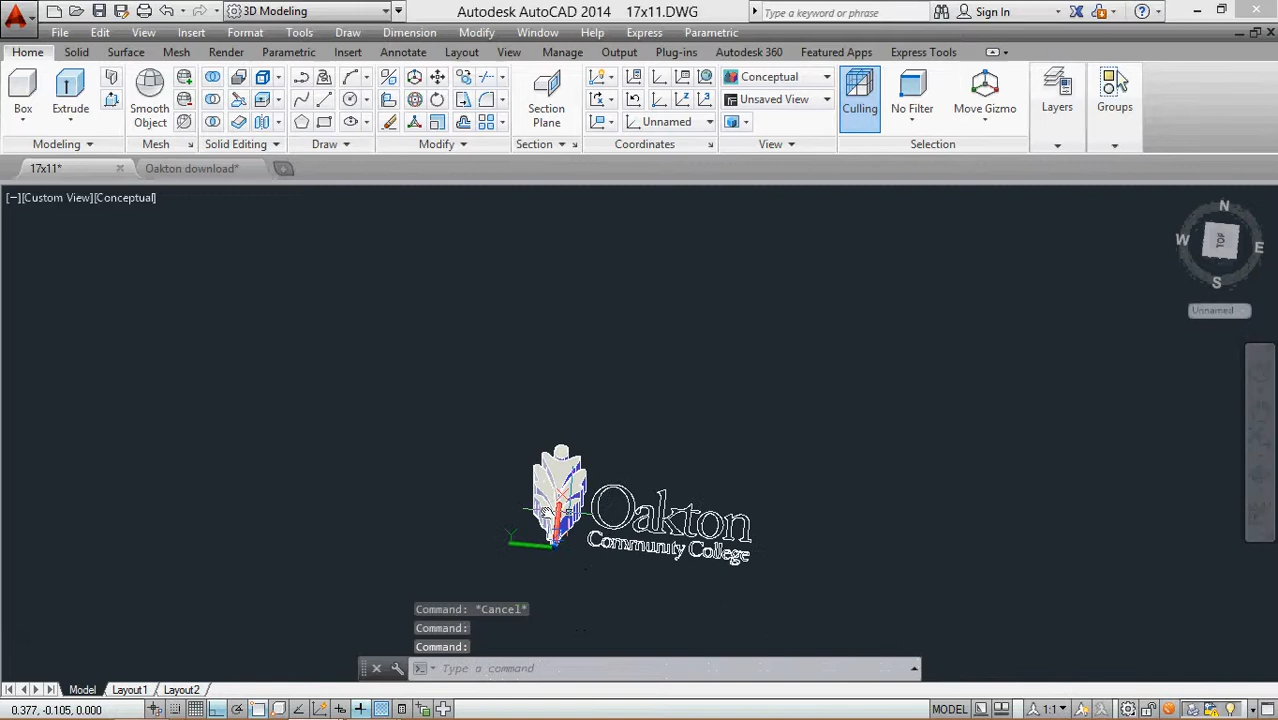 3D Modeling
Autodesk AutoCAD 2014 17x11.DWG
Type a keyword or phrase
Sign In
File Edit View Insert Format Tools Draw Dimension Modify Window Help Express Parametric
Home Solid Surface Mesh Render Parametric Insert Annotate Layout View Manage Output Plug-ins Autodesk 360 Featured Apps Express Tools
Box
Extrude
Smooth Object
Section Plane
Conceptual
Unsaved View
Unnamed
Culling
No Filter
Move Gizmo
Layers
Groups
Modeling Mesh Solid Editing Draw Modify Section Coordinates View Selection
17x11* Oakton download*
[−][Custom View][Conceptual]
N
W TOP E
S
Unnamed
Oakton
Community College
Y
Command: *Cancel*
Command:
Command:
Type a command
Model Layout1 Layout2
0.377, -0.105, 0.000
MODEL
1:1